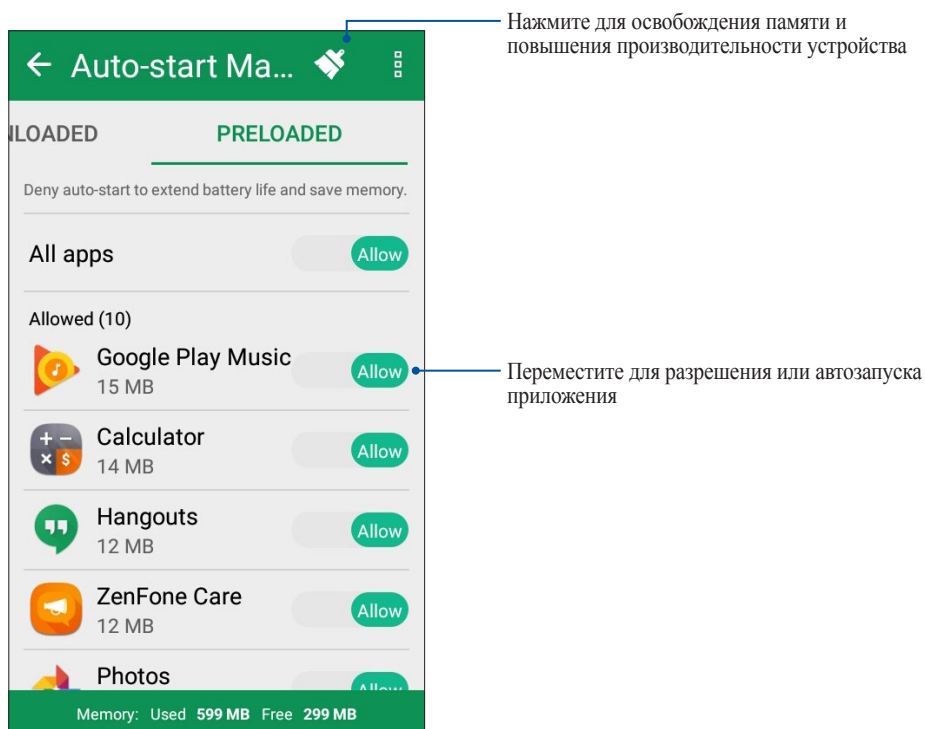 Нажмите для освобождения памяти и
повышения производительности устройства
Auto-start Ma...
NLOADED
PRELOADED
Deny auto-start to extend battery life and save memory.
All apps
Allow
Allowed (10)
Google Play Music
15 MB
Allow
Переместите для разрешения или автозапуска
приложения
Calculator
14 MB
Allow
Hangouts
12 MB
Allow
ZenFone Care
12 MB
Allow
Photos
Allow
Memory: Used 599 MB Free 299 MB